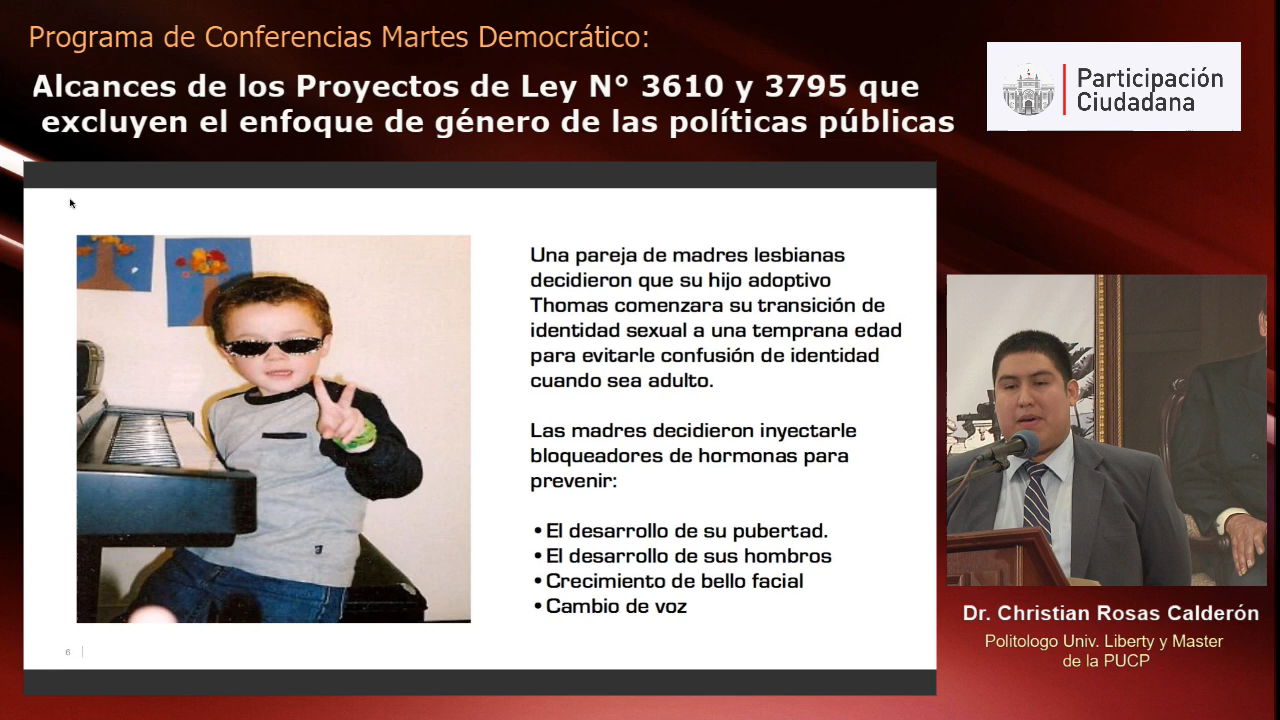 Programa de Conferencias Martes Democrático:
Alcances de los Proyectos de Ley N° 3610 y 3795 que
excluyen el enfoque de género de las políticas públicas
Participación
Ciudadana
Una pareja de madres lesbianas
decidieron que su hijo adoptivo
Thomas comenzara su transición de
identidad sexual a una temprana edad
para evitarle confusión de identidad
cuando sea adulto.
Las madres decidieron inyectarle
bloqueadores de hormonas para
prevenir:
• El desarrollo de su pubertad.
• El desarrollo de sus hombros
• Crecimiento de bello facial
• Cambio de voz
6
Dr. Christian Rosas Calderón
Politologo Univ. Liberty y Master
de la PUCP